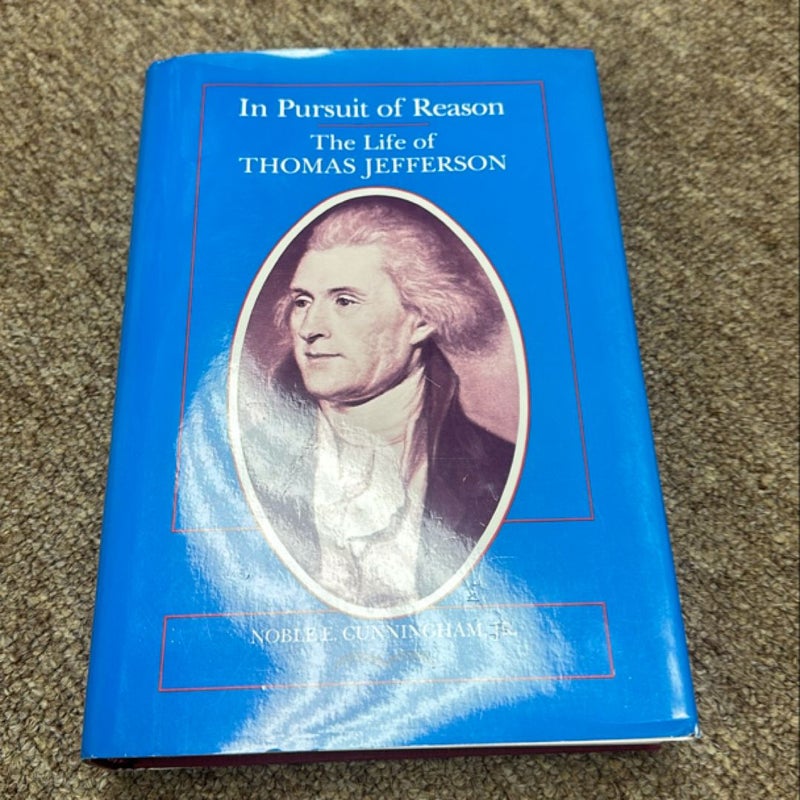 In Pursuit of Reason
The Life of
THOMAS JEFFERSON
NOBLE E. CUNNINGHAM, JR.